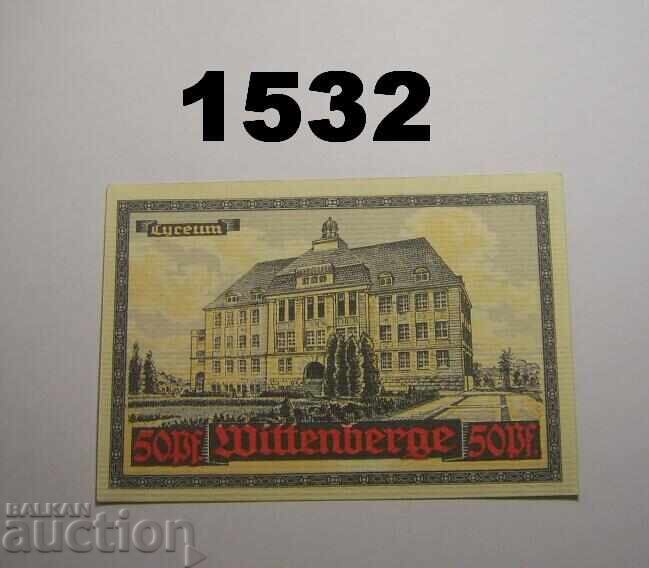 1532
Lyceum
50Pf Wittenberge 50Pf.
BALKAN
auction